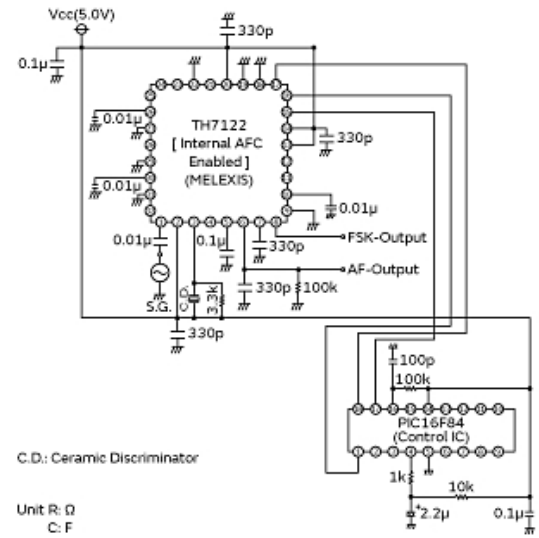 Vcc(5.0V)
330p
0.1μ
0.01μ
TH7122
[ Internal AFC
Enabled ]
(MELEXIS)
330p
0.01μ
0.01μ
0.01μ
0.1μ
330p
FSK-Output
AF-Output
S.G.
C.D.
3.3k
330p
100k
330p
100p
100k
PIC16F84
(Control IC)
C.D.: Ceramic Discriminator
1k
10k
2.2μ
0.1μ
Unit R: Ω
C: F